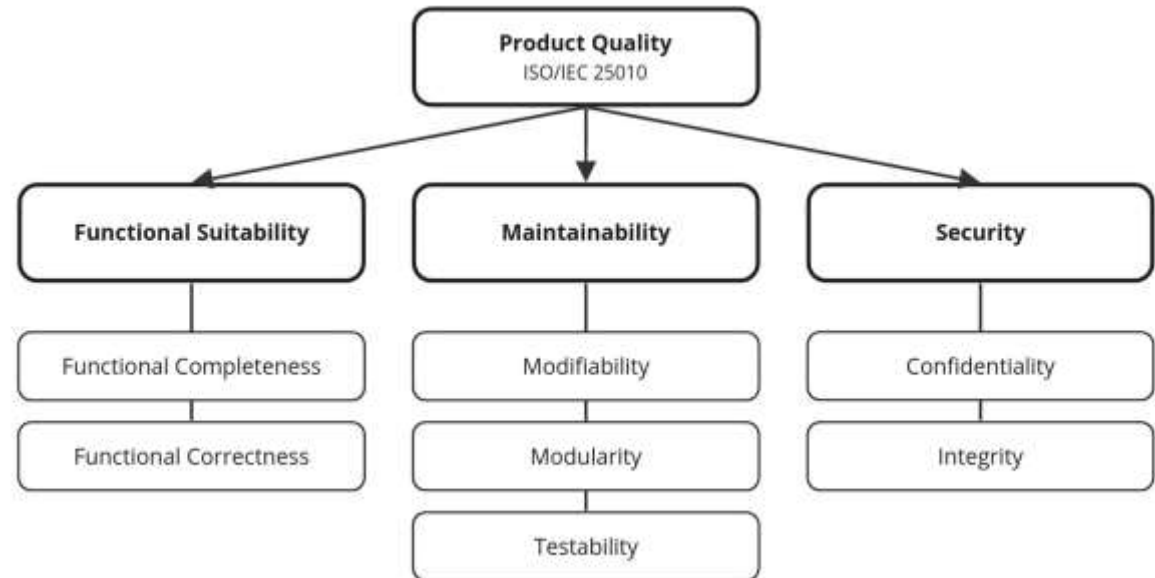 Product Quality
ISO/IEC 25010
Functional Suitability
Maintainability
Security
Functional Completeness
Modifiability
Confidentiality
Functional Correctness
Modularity
Integrity
Testability